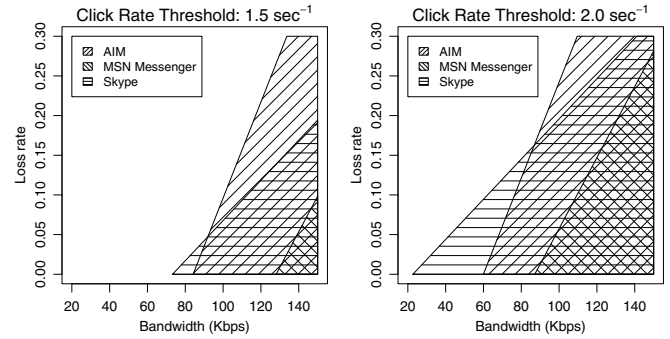 Click Rate Threshold: 1.5 sec⁻¹
0.00 0.05 0.10 0.15 0.20 0.25 0.30
Loss rate
AIM
MSN Messenger
Skype
20 40 60 80 100 120 140
Bandwidth (Kbps)
Click Rate Threshold: 2.0 sec⁻¹
0.00 0.05 0.10 0.15 0.20 0.25 0.30
Loss rate
AIM
MSN Messenger
Skype
20 40 60 80 100 120 140
Bandwidth (Kbps)